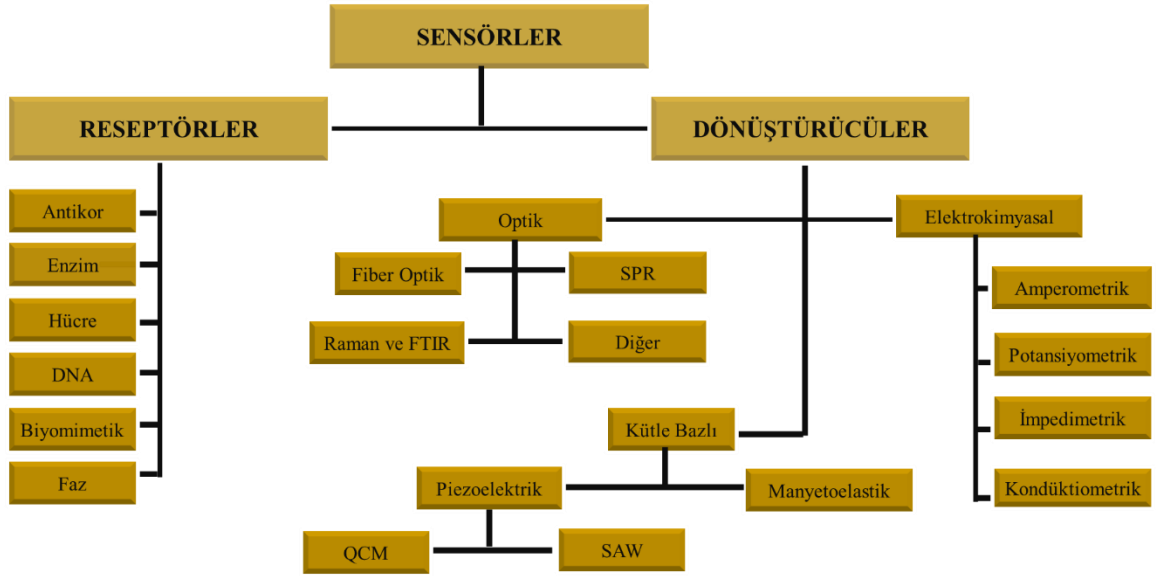 SENSÖRLER
RESEPTÖRLER
DÖNÜŞTÜRÜCÜLER
Antikor
Enzim
Hücre
DNA
Biyomimetik
Faz
Optik
Fiber Optik
SPR
Raman ve FTIR
Diğer
Elektrokimyasal
Amperometrik
Potansiyometrik
İmpedimetrik
Kondüktiometrik
Kütle Bazlı
Piezoelektrik
Manyetoelastik
QCM
SAW